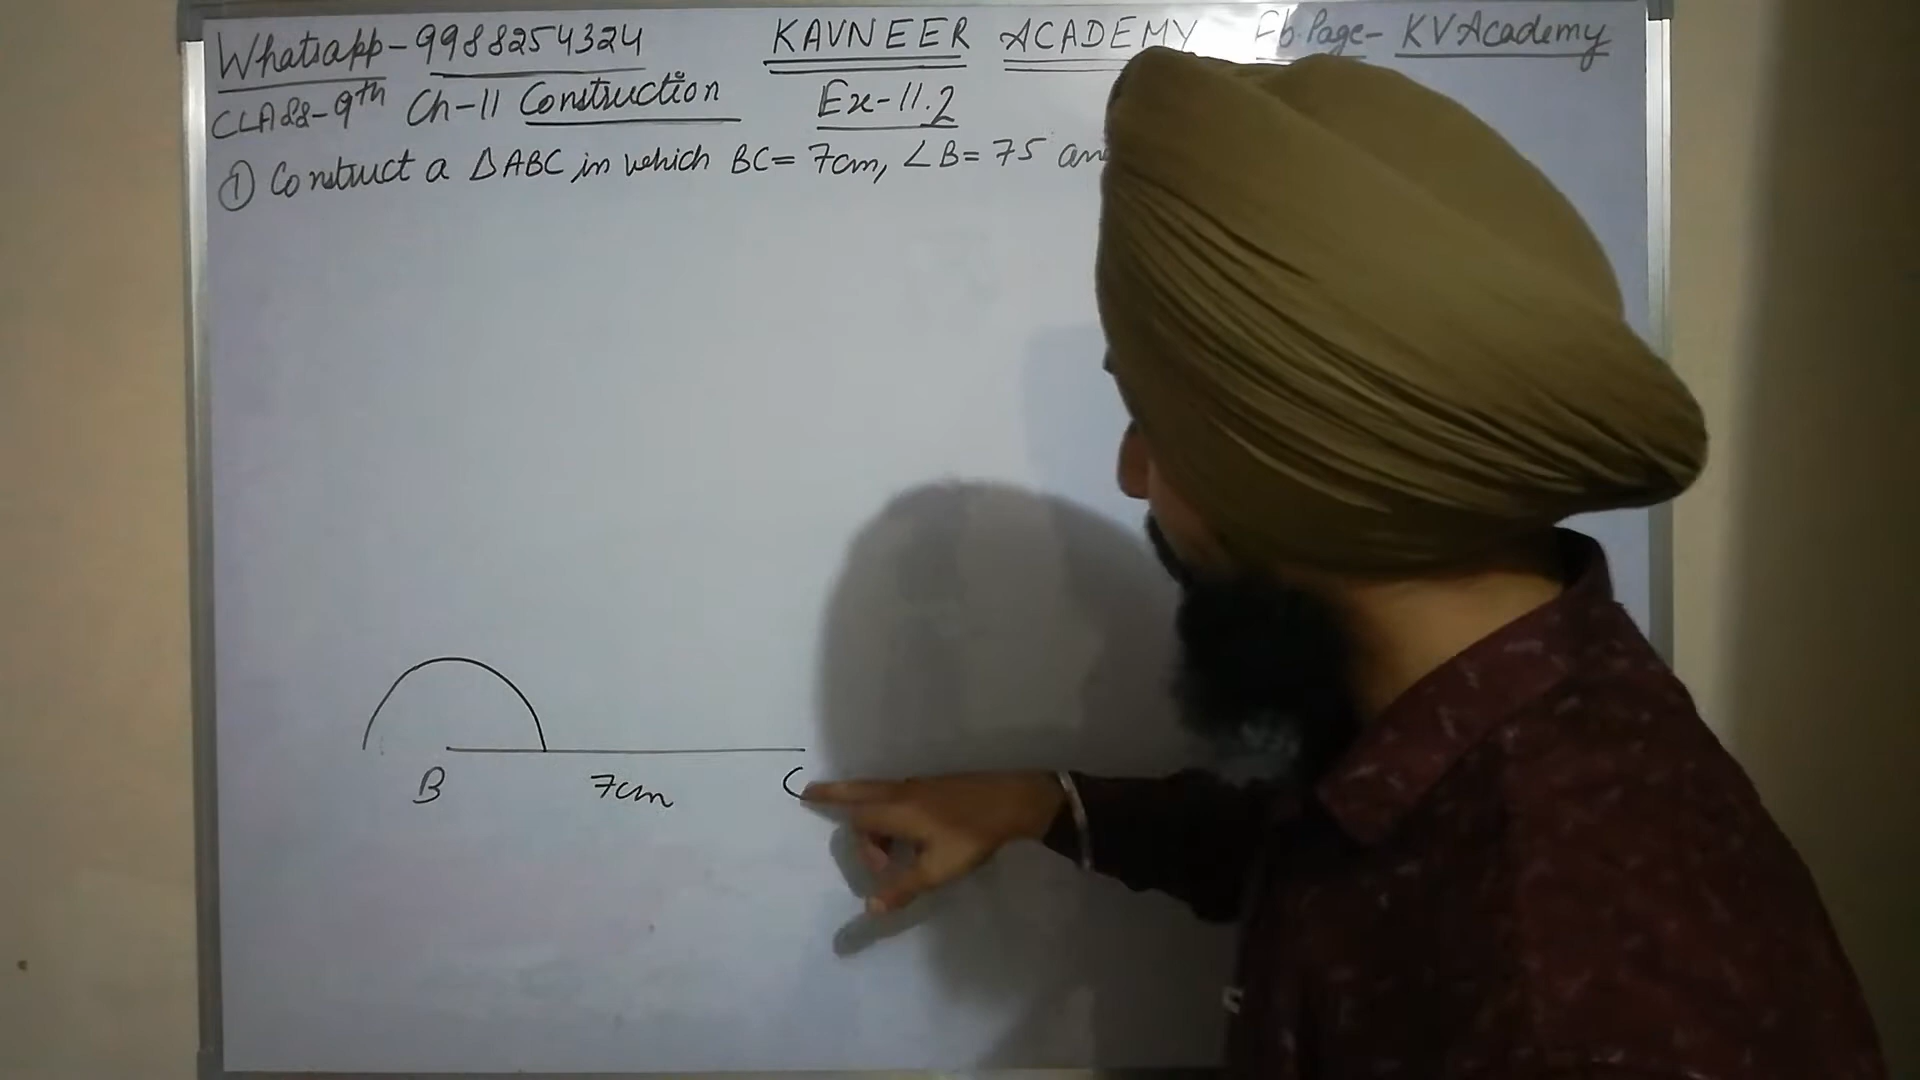 Whatsapp-9988254324 KAVNEER ACADEMY Fb.Page- KVAcademy
CLASS-9th Ch-11 Construction Ex-11.2
① Construct a ΔABC in which BC= 7cm, ∠B= 75 an
B 7cm C